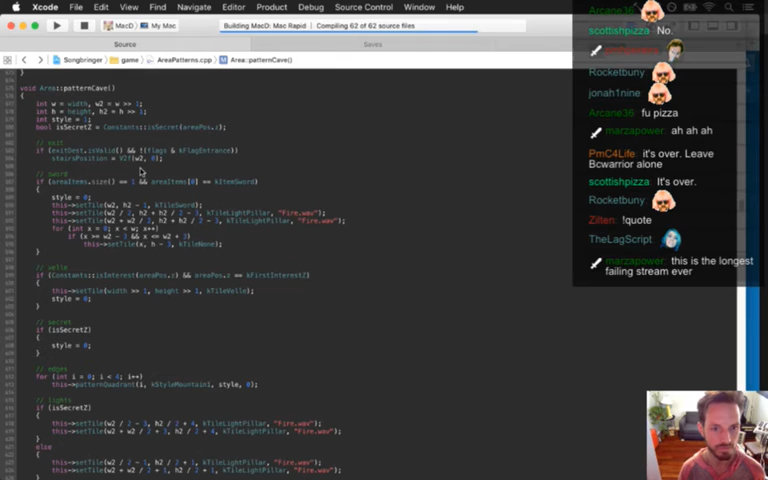 Xcode File Edit View Find Navigate Editor Product Debug Source Control Window Help
MacD My Mac
Building MacD: Mac Rapid | Compiling 62 of 62 source files
Source Saves
Songbringer game AreaPatterns.cpp Area::patternCave()
}
void Area::patternCave()
{
int w = width, w2 = w >> 1;
int h = height, h2 = h >> 1;
int style = 1;
bool isSecretZ = Constants::isSecret(areaPos.z);
// exit
if (exitDest.isValid() && !(flags & kFlagEntrance))
stairsPosition = V2f(w2, 0);
// sword
if (areaItems.size() == 1 && areaItems[0] == kItemSword)
{
style = 0;
this->setTile(w2, h2 - 1, kTileSword);
this->setTile(w2 / 2, h2 + h2 / 2 - 3, kTileLightPillar, "Fire.wav");
this->setTile(w2 + w2 / 2, h2 + h2 / 2 - 3, kTileLightPillar, "Fire.wav");
for (int x = 0; x < w; x++)
if (x >= w2 - 3 && x <= w2 + 3)
this->setTile(x, h - 3, kTileNone);
}
// velle
if (Constants::isInterest(areaPos.z) && areaPos.z == kFirstInterestZ)
{
this->setTile(width >> 1, height >> 1, kTileVelle);
style = 0;
}
// secret
if (isSecretZ)
{
style = 0;
}
// edges
for (int i = 0; i < 4; i++)
this->patternQuadrant(i, kStyleMountain1, style, 0);
// lights
if (isSecretZ)
{
this->setTile(w2 / 2 - 3, h2 / 2 + 4, kTileLightPillar, "Fire.wav");
this->setTile(w2 + w2 / 2 + 3, h2 / 2 + 4, kTileLightPillar, "Fire.wav");
}
else
{
this->setTile(w2 / 2 - 1, h2 / 2 + 1, kTileLightPillar, "Fire.wav");
this->setTile(w2 + w2 / 2 + 1, h2 / 2 + 1, kTileLightPillar, "Fire.wav");
Arcane36:
scottishpizza: No.
Rocketbuny:
jonah1nine:
Arcane36: fu pizza
marzapower: ah ah ah
PmC4Life: it's over. Leave
Bcwarrior alone
scottishpizza: It's over.
Rocketbuny:
Zilten: !quote
TheLagScript:
marzapower: this is the longest
failing stream ever